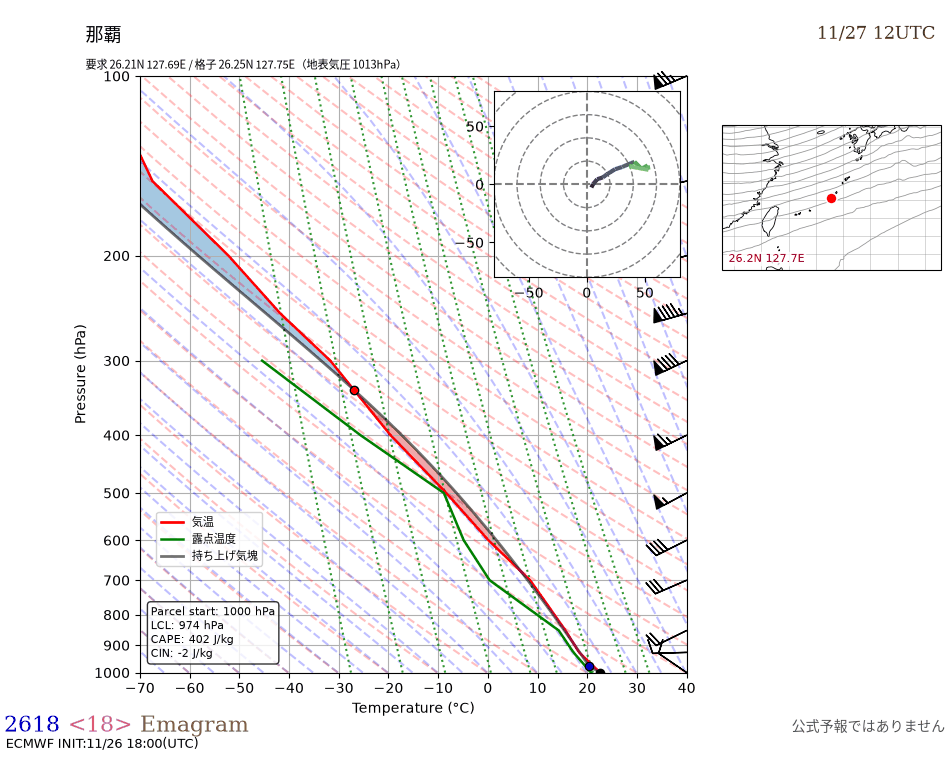 那覇
11/27 12UTC
要求 26.21N 127.69E / 格子 26.25N 127.75E（地表気圧 1013hPa）
100
200
300
400
500
600
700
800
900
1000
Pressure (hPa)
50
0
−50
−50 0 50
26.2N 127.7E
気温
露点温度
持ち上げ気塊
Parcel start: 1000 hPa
LCL: 974 hPa
CAPE: 402 J/kg
CIN: -2 J/kg
−70 −60 −50 −40 −30 −20 −10 0 10 20 30 40
Temperature (°C)
2618 <18> Emagram
公式予報ではありません
ECMWF INIT:11/26 18:00(UTC)